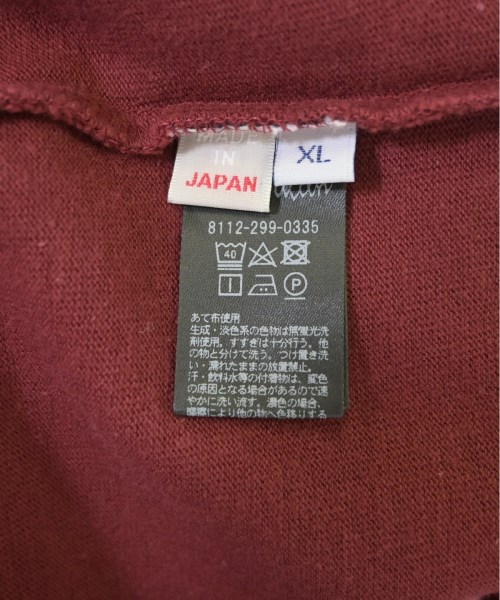 MADE
IN
JAPAN
XL
8112-299-0335
40
P
あて布使用
生成・淡色系の色物は無蛍光洗
剤使用。すすぎは十分行う。他
の物と分けて洗う。つけ置き洗
い・濡れたままの放置禁止。
汗・飲料水等の付着物は、変色
の原因となる場合があるので速
やかに洗い流す。濃色の場合、
摩擦により他の物へ色移りする